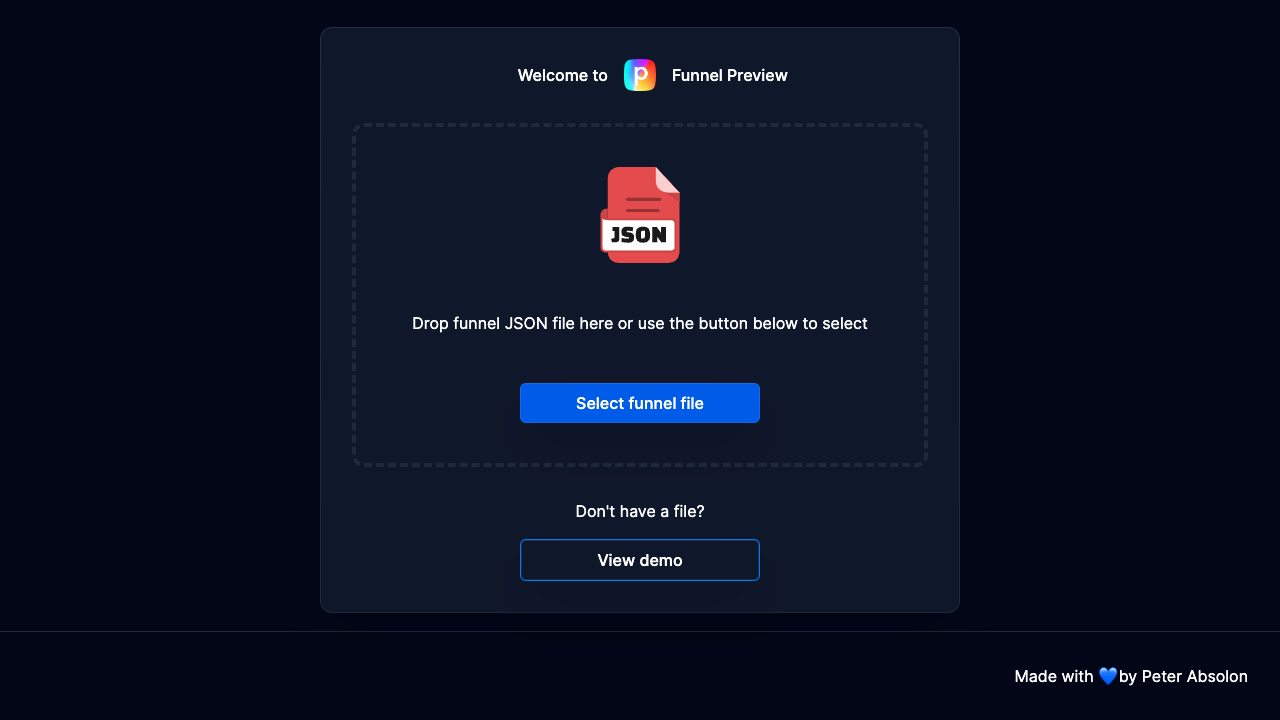 Welcome to p Funnel Preview
JSON
Drop funnel JSON file here or use the button below to select
Select funnel file
Don't have a file?
View demo
Made with 💙by Peter Absolon